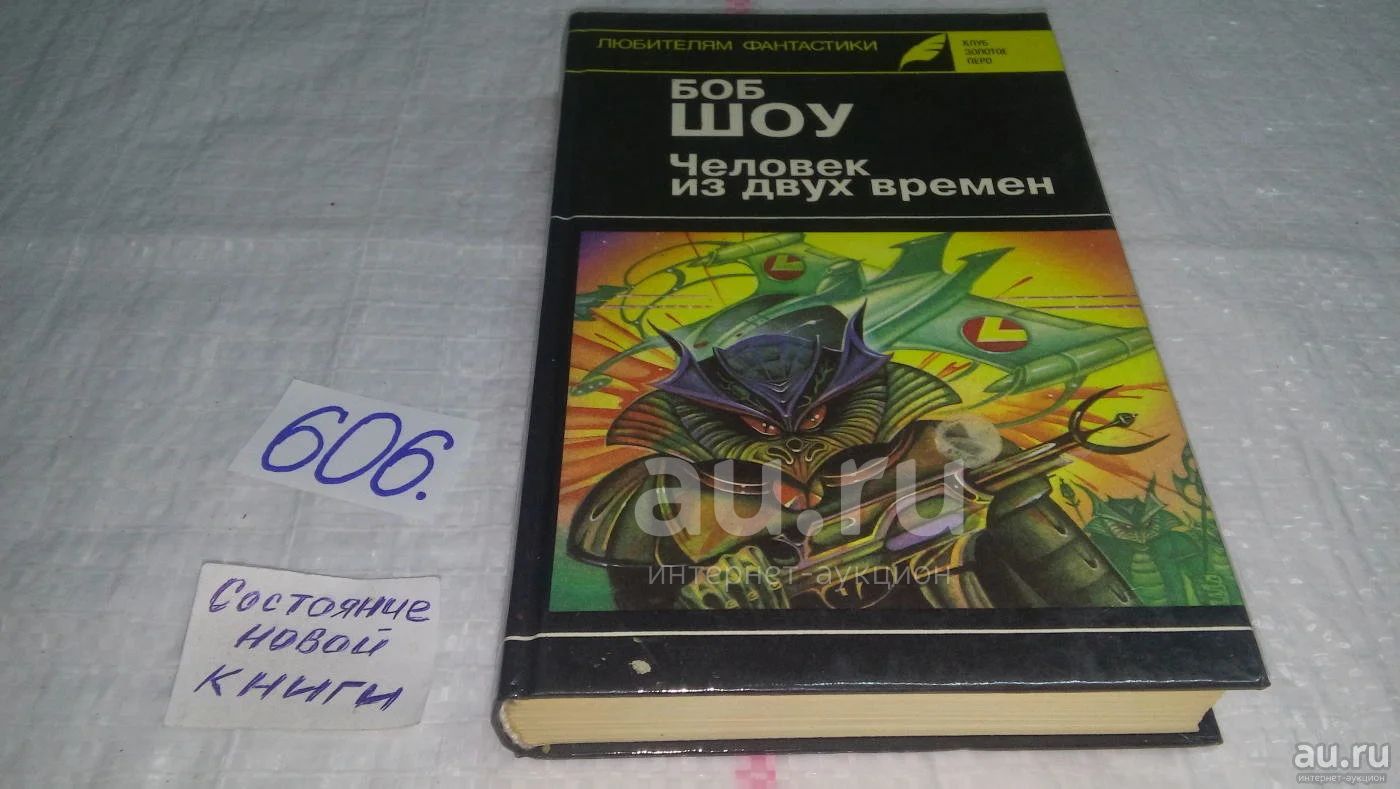 ЛЮБИТЕЛЯМ ФАНТАСТИКИ
КЛУБ
ЗОЛОТОЕ
ПЕРО
БОБ
ШОУ
Человек
из двух времен
606.
Состояние
новой
книги
au.ru
интернет-аукцион
au.ru
интернет-аукцион